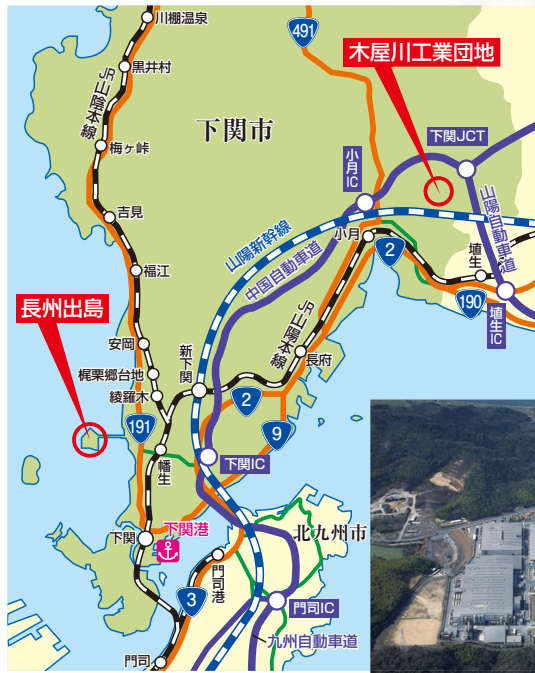 川棚温泉
491
木屋川工業団地
黒井村
JR山陰本線
下関市
下関JCT
梅ヶ峠
小月IC
山陽自動車道
吉見
山陽新幹線
小月
中国自動車道
2
埴生
福江
190
埴生IC
長州出島
JR山陽本線
安岡
新下関
長府
梶栗郷台地
綾羅木
2
191
9
幡生
下関IC
下関港
下関
北九州市
門司港
3
門司IC
九州自動車道
門司